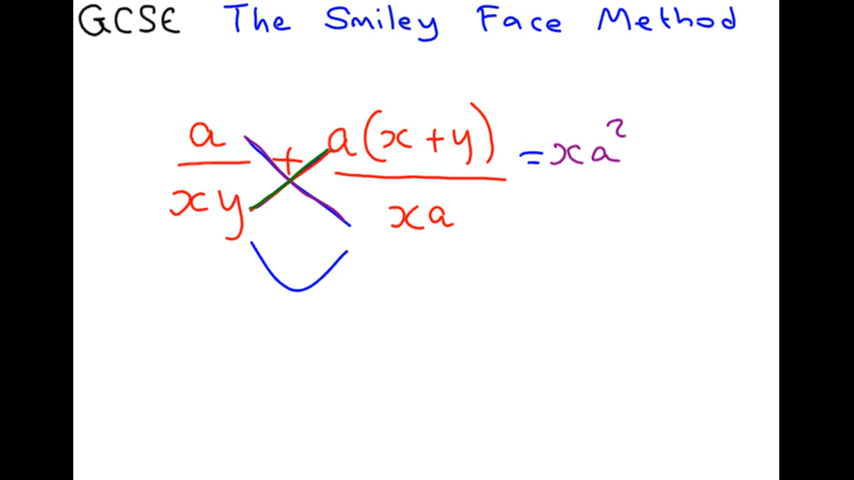 GCSE The Smiley Face Method
a/xy + a(x+y)/xa = xa²